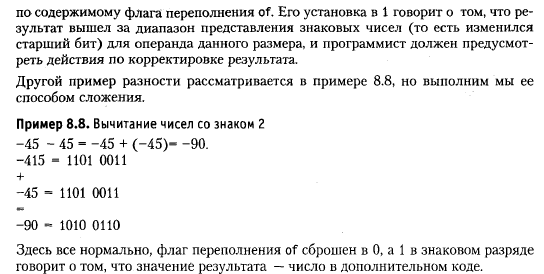 по содержимому флага переполнения of. Его установка в 1 говорит о том, что ре-
зультат вышел за диапазон представления знаковых чисел (то есть изменился
старший бит) для операнда данного размера, и программист должен предусмот-
реть действия по корректировке результата.
Другой пример разности рассматривается в примере 8.8, но выполним мы ее
способом сложения.
Пример 8.8. Вычитание чисел со знаком 2
–45 – 45 = –45 + (–45)= –90.
–415 = 1101 0011
+
–45 = 1101 0011
=
–90 = 1010 0110
Здесь все нормально, флаг переполнения of сброшен в 0, а 1 в знаковом разряде
говорит о том, что значение результата — число в дополнительном коде.